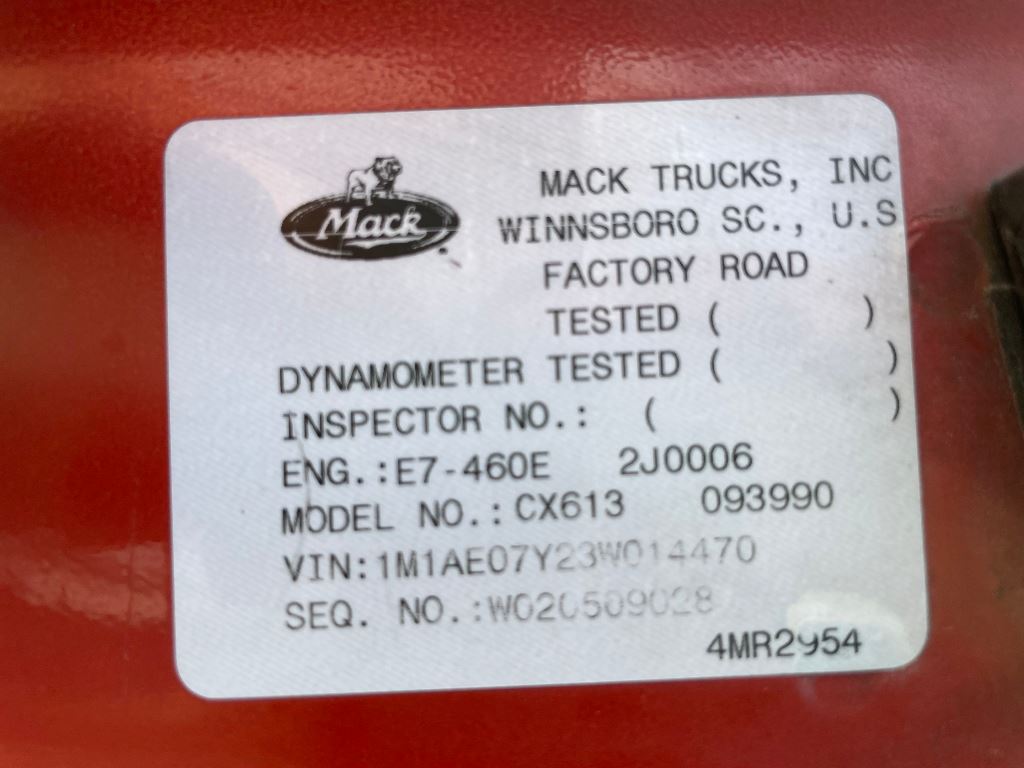 Mack
MACK TRUCKS, INC
WINNSBORO SC., U.S
FACTORY ROAD
TESTED ( )
DYNAMOMETER TESTED ( )
INSPECTOR NO.: ( )
ENG.:E7-460E 2J0006
MODEL NO.:CX613 093990
VIN:1M1AE07Y23W014470
SEQ. NO.:W020509028
4MR2954